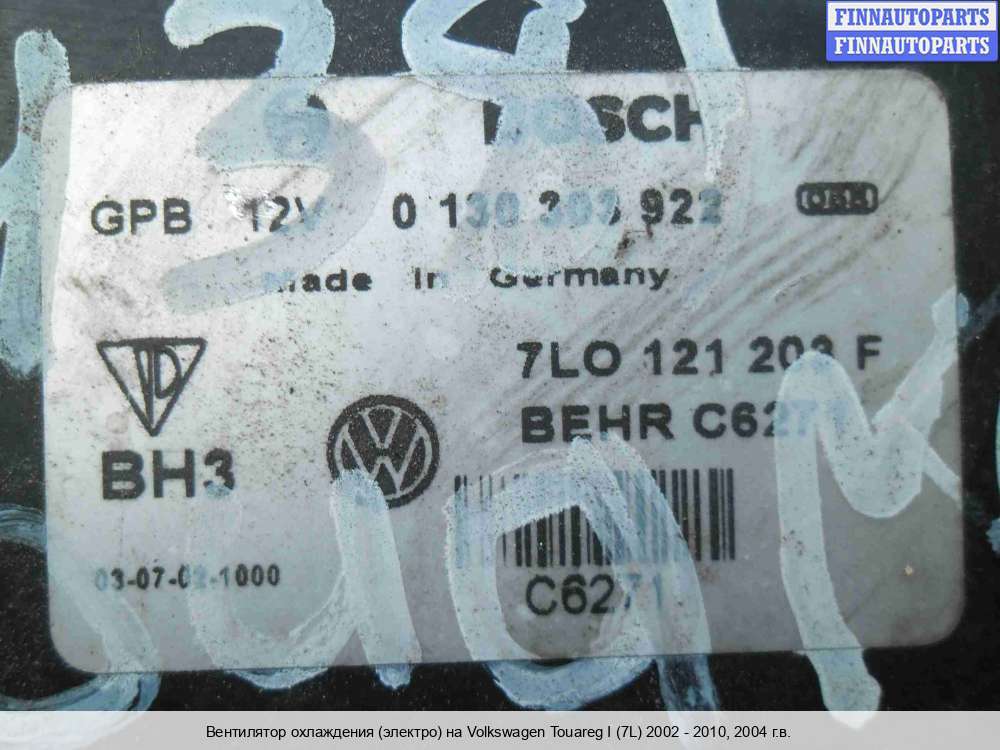 FINNAUTOPARTS
FINNAUTOPARTS
BOSCH
GPB 12V 0 130 303 922
Made In Germany
7LO 121 203 F
BEHR C6271
BH3
03-07-02-1000
C6271
Вентилятор охлаждения (электро) на Volkswagen Touareg I (7L) 2002 - 2010, 2004 г.в.